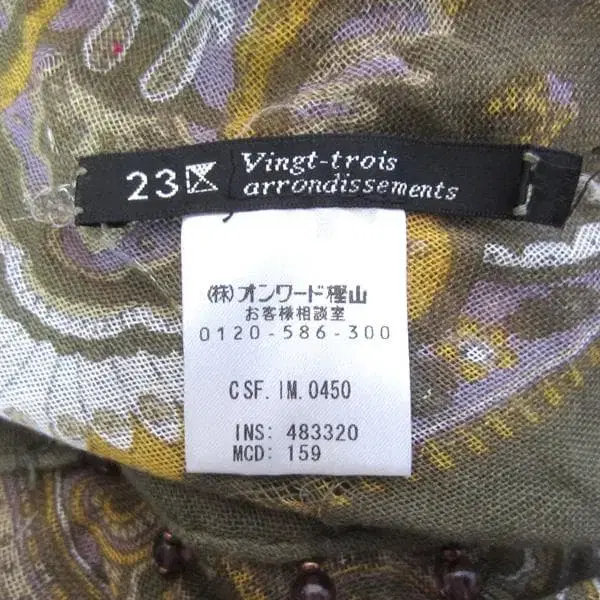 23区 Vingt-trois
arrondissements
(株)オンワード樫山
お客様相談室
0120-586-300
CSF. IM. 0450
INS: 483320
MCD: 159